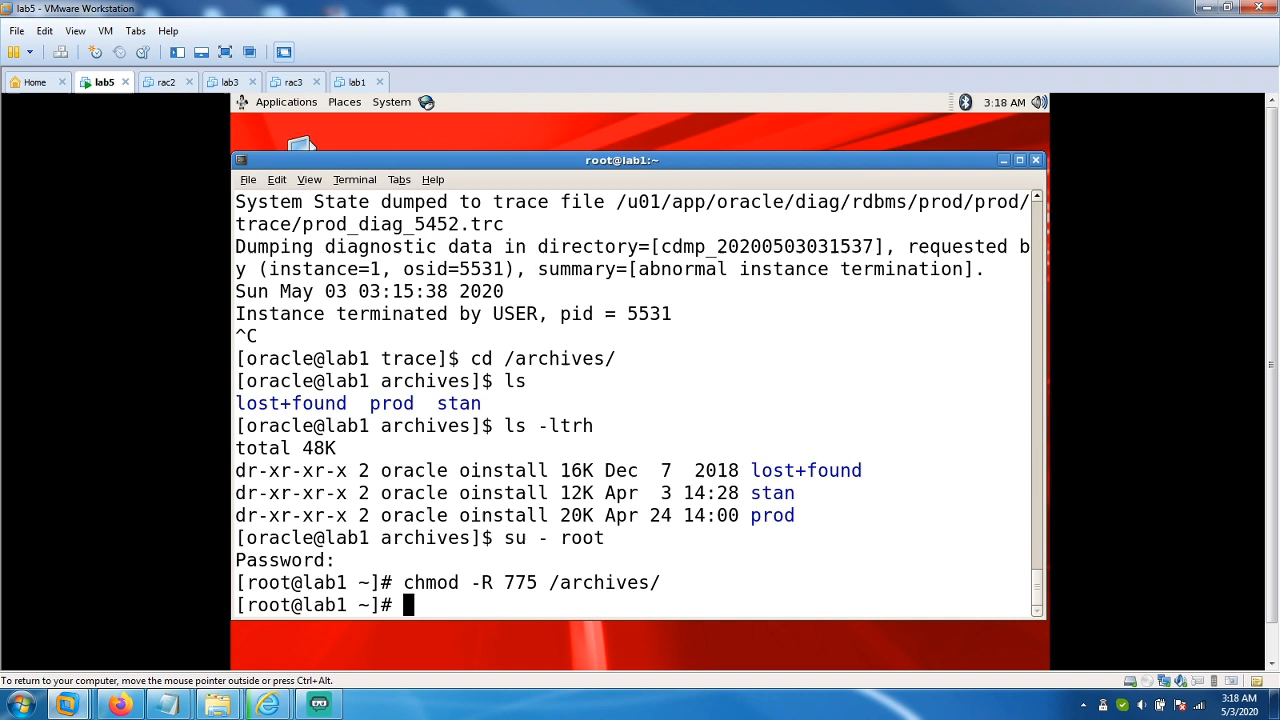 lab5 - VMware Workstation
File Edit View VM Tabs Help
Home lab5 rac2 lab3 rac3 lab1
Applications Places System 3:18 AM
root@lab1:~
File Edit View Terminal Tabs Help
System State dumped to trace file /u01/app/oracle/diag/rdbms/prod/prod/
trace/prod_diag_5452.trc
Dumping diagnostic data in directory=[cdmp_20200503031537], requested b
y (instance=1, osid=5531), summary=[abnormal instance termination].
Sun May 03 03:15:38 2020
Instance terminated by USER, pid = 5531
^C
[oracle@lab1 trace]$ cd /archives/
[oracle@lab1 archives]$ ls
lost+found  prod  stan
[oracle@lab1 archives]$ ls -ltrh
total 48K
dr-xr-xr-x 2 oracle oinstall 16K Dec  7  2018 lost+found
dr-xr-xr-x 2 oracle oinstall 12K Apr  3 14:28 stan
dr-xr-xr-x 2 oracle oinstall 20K Apr 24 14:00 prod
[oracle@lab1 archives]$ su - root
Password:
[root@lab1 ~]# chmod -R 775 /archives/
[root@lab1 ~]#
To return to your computer, move the mouse pointer outside or press Ctrl+Alt.
3:18 AM
5/3/2020